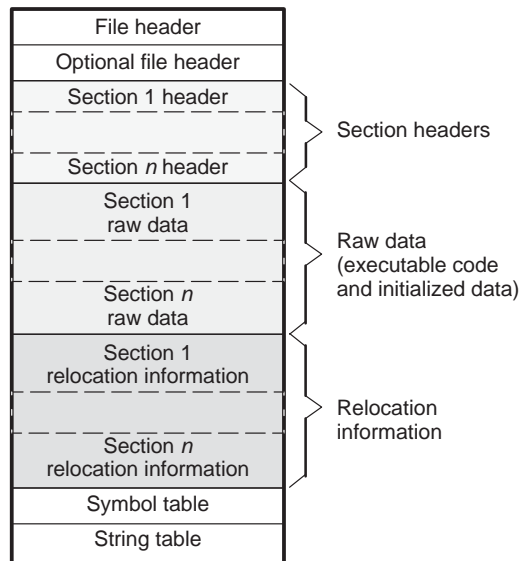 File header
Optional file header
Section 1 header
Section n header
Section headers
Section 1
raw data
Section n
raw data
Raw data
(executable code
and initialized data)
Section 1
relocation information
Section n
relocation information
Relocation
information
Symbol table
String table